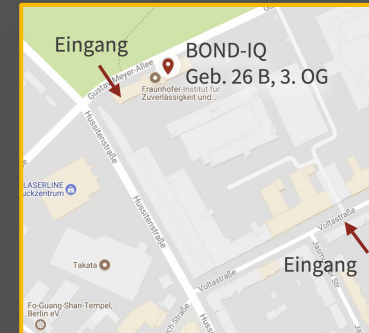 Eingang
BOND-IQ
Geb. 26 B, 3. OG
Gustav-Meyer-Allee
Fraunhofer-Institut für
Zuverlässigkeit und...
Hussitenstraße
LASERLINE
uckzentrum
Hussitenstraße
Voltastraße
Takata
Voltastraße
Eingang
Fo-Guang-Shan-Tempel,
Berlin eV